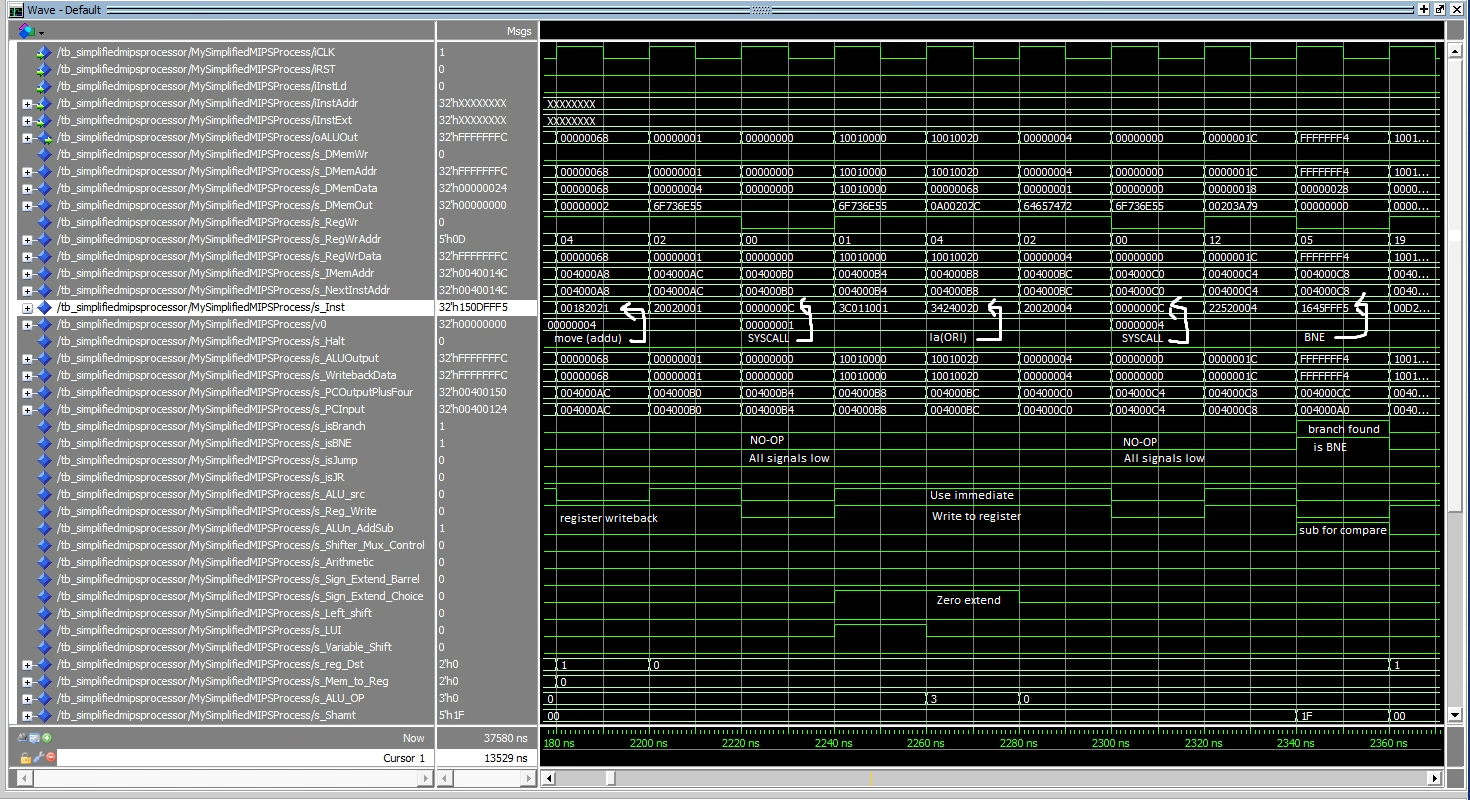 Wave - Default
Msgs
/tb_simplifiedmipsprocessor/MySimplifiedMIPSProcess/iCLK 1
/tb_simplifiedmipsprocessor/MySimplifiedMIPSProcess/iRST 0
/tb_simplifiedmipsprocessor/MySimplifiedMIPSProcess/iInstLd 0
/tb_simplifiedmipsprocessor/MySimplifiedMIPSProcess/iInstAddr 32'hXXXXXXXX XXXXXXXX
/tb_simplifiedmipsprocessor/MySimplifiedMIPSProcess/iInstExt 32'hXXXXXXXX XXXXXXXX
/tb_simplifiedmipsprocessor/MySimplifiedMIPSProcess/oALUOut 32'hFFFFFFFC 00000068 00000001 00000000 10010000 10010020 00000004 00000000 0000001C FFFFFFF4 1001...
/tb_simplifiedmipsprocessor/MySimplifiedMIPSProcess/s_DMemWr 0
/tb_simplifiedmipsprocessor/MySimplifiedMIPSProcess/s_DMemAddr 32'hFFFFFFFC 00000068 00000001 00000000 10010000 10010020 00000004 00000000 0000001C FFFFFFF4 1001...
/tb_simplifiedmipsprocessor/MySimplifiedMIPSProcess/s_DMemData 32'h00000024 00000068 00000004 00000000 10010000 00000068 00000001 00000000 00000018 00000028 0000...
/tb_simplifiedmipsprocessor/MySimplifiedMIPSProcess/s_DMemOut 32'h00000000 00000002 6F736E55 6F736E55 0A00202C 64657472 6F736E55 00203A79 00000000 0000...
/tb_simplifiedmipsprocessor/MySimplifiedMIPSProcess/s_RegWr 0
/tb_simplifiedmipsprocessor/MySimplifiedMIPSProcess/s_RegWrAddr 5'h0D 04 02 00 01 04 02 00 12 05 19
/tb_simplifiedmipsprocessor/MySimplifiedMIPSProcess/s_RegWrData 32'hFFFFFFFC 00000068 00000001 00000000 10010000 10010020 00000004 00000000 0000001C FFFFFFF4 1001...
/tb_simplifiedmipsprocessor/MySimplifiedMIPSProcess/s_IMemAddr 32'h0040014C 004000A8 004000AC 004000B0 004000B4 004000B8 004000BC 004000C0 004000C4 004000C8 0040...
/tb_simplifiedmipsprocessor/MySimplifiedMIPSProcess/s_NextInstAddr 32'h0040014C 004000A8 004000AC 004000B0 004000B4 004000B8 004000BC 004000C0 004000C4 004000C8 0040...
/tb_simplifiedmipsprocessor/MySimplifiedMIPSProcess/s_Inst 32'h150DFFF5 00182021 20020001 0000000C 3C011001 34240020 20020004 0000000C 22520004 1645FFF5 00D2...
/tb_simplifiedmipsprocessor/MySimplifiedMIPSProcess/v0 32'h00000000 00000004 00000001 00000004
/tb_simplifiedmipsprocessor/MySimplifiedMIPSProcess/s_Halt 0 move (addu) SYSCALL la(ORI) SYSCALL BNE
/tb_simplifiedmipsprocessor/MySimplifiedMIPSProcess/s_ALUOutput 32'hFFFFFFFC 00000068 00000001 00000000 10010000 10010020 00000004 00000000 0000001C FFFFFFF4 1001...
/tb_simplifiedmipsprocessor/MySimplifiedMIPSProcess/s_WritebackData 32'hFFFFFFFC 00000068 00000001 00000000 10010000 10010020 00000004 00000000 0000001C FFFFFFF4 1001...
/tb_simplifiedmipsprocessor/MySimplifiedMIPSProcess/s_PCOutputPlusFour 32'h00400150 004000AC 004000B0 004000B4 004000B8 004000BC 004000C0 004000C4 004000C8 004000CC 0040...
/tb_simplifiedmipsprocessor/MySimplifiedMIPSProcess/s_PCInput 32'h00400124 004000AC 004000B0 004000B4 004000B8 004000BC 004000C0 004000C4 004000C8 004000A0 0040...
/tb_simplifiedmipsprocessor/MySimplifiedMIPSProcess/s_isBranch 1 branch found
/tb_simplifiedmipsprocessor/MySimplifiedMIPSProcess/s_isBNE 1 NO-OP NO-OP is BNE
/tb_simplifiedmipsprocessor/MySimplifiedMIPSProcess/s_isJump 0 All signals low All signals low
/tb_simplifiedmipsprocessor/MySimplifiedMIPSProcess/s_isJR 0
/tb_simplifiedmipsprocessor/MySimplifiedMIPSProcess/s_ALU_src 0 Use immediate
/tb_simplifiedmipsprocessor/MySimplifiedMIPSProcess/s_Reg_Write 0 register writeback Write to register
/tb_simplifiedmipsprocessor/MySimplifiedMIPSProcess/s_ALUn_AddSub 1 sub for compare
/tb_simplifiedmipsprocessor/MySimplifiedMIPSProcess/s_Shifter_Mux_Control 0
/tb_simplifiedmipsprocessor/MySimplifiedMIPSProcess/s_Arithmetic 0
/tb_simplifiedmipsprocessor/MySimplifiedMIPSProcess/s_Sign_Extend_Barrel 0
/tb_simplifiedmipsprocessor/MySimplifiedMIPSProcess/s_Sign_Extend_Choice 0 Zero extend
/tb_simplifiedmipsprocessor/MySimplifiedMIPSProcess/s_Left_shift 0
/tb_simplifiedmipsprocessor/MySimplifiedMIPSProcess/s_LUI 0
/tb_simplifiedmipsprocessor/MySimplifiedMIPSProcess/s_Variable_Shift 0
/tb_simplifiedmipsprocessor/MySimplifiedMIPSProcess/s_reg_Dst 2'h0 1 0 1
/tb_simplifiedmipsprocessor/MySimplifiedMIPSProcess/s_Mem_to_Reg 2'h0 0
/tb_simplifiedmipsprocessor/MySimplifiedMIPSProcess/s_ALU_OP 3'h0 0 3 0
/tb_simplifiedmipsprocessor/MySimplifiedMIPSProcess/s_Shamt 5'h1F 00 1F 00
Now 37580 ns 180 ns 2200 ns 2220 ns 2240 ns 2260 ns 2280 ns 2300 ns 2320 ns 2340 ns 2360 ns
Cursor 1 13529 ns